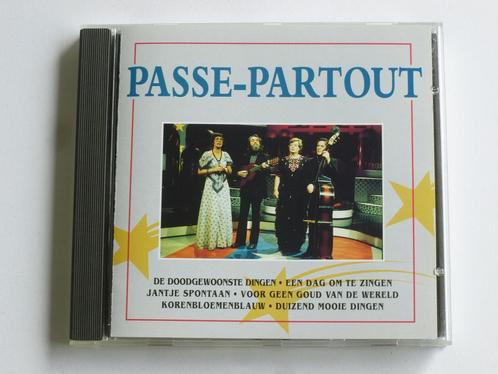 PASSE-PARTOUT
DE DOODGEWOONSTE DINGEN • EEN DAG OM TE ZINGEN
JANTJE SPONTAAN • VOOR GEEN GOUD VAN DE WERELD
KORENBLOEMENBLAUW • DUIZEND MOOIE DINGEN